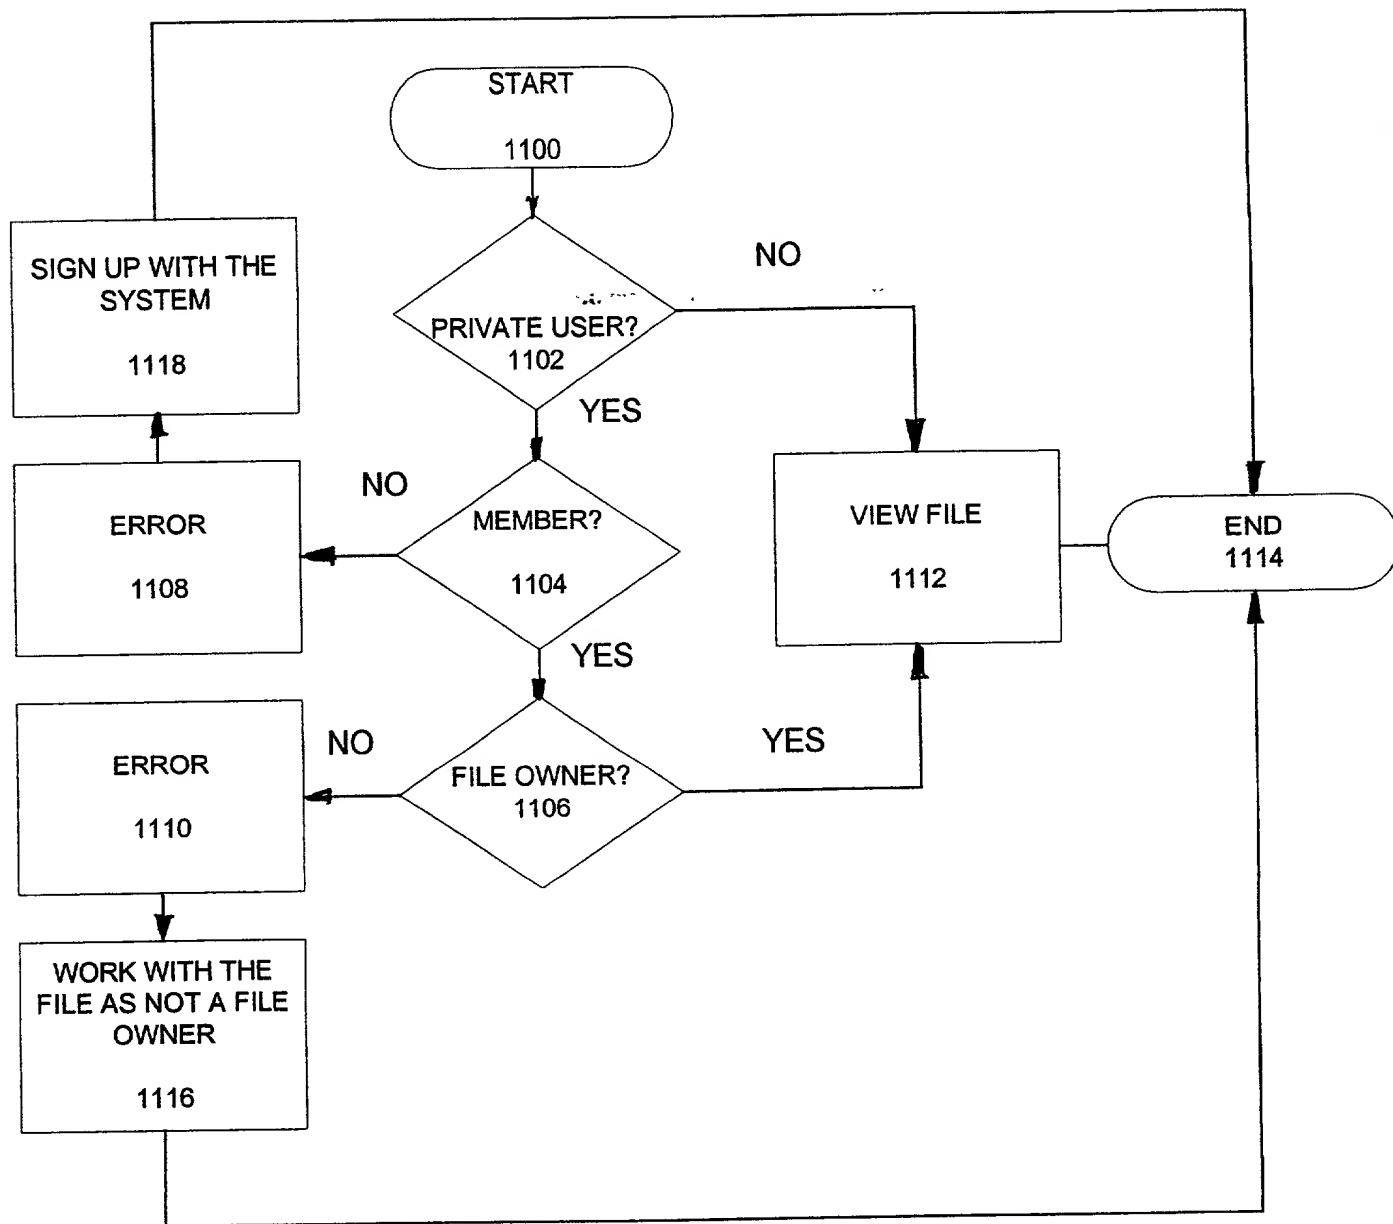 START
1100
NO
SIGN UP WITH THE
SYSTEM
1118
PRIVATE USER?
1102
YES
NO
MEMBER?
1104
ERROR
1108
VIEW FILE
1112
END
1114
YES
NO
FILE OWNER?
1106
YES
ERROR
1110
WORK WITH THE
FILE AS NOT A FILE
OWNER
1116